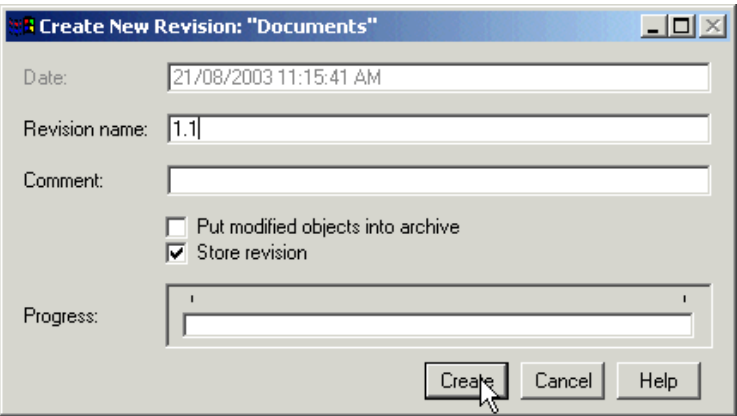 Create New Revision: "Documents"
Date: 21/08/2003 11:15:41 AM
Revision name: 1.1
Comment:
Put modified objects into archive
Store revision
Progress:
Create Cancel Help